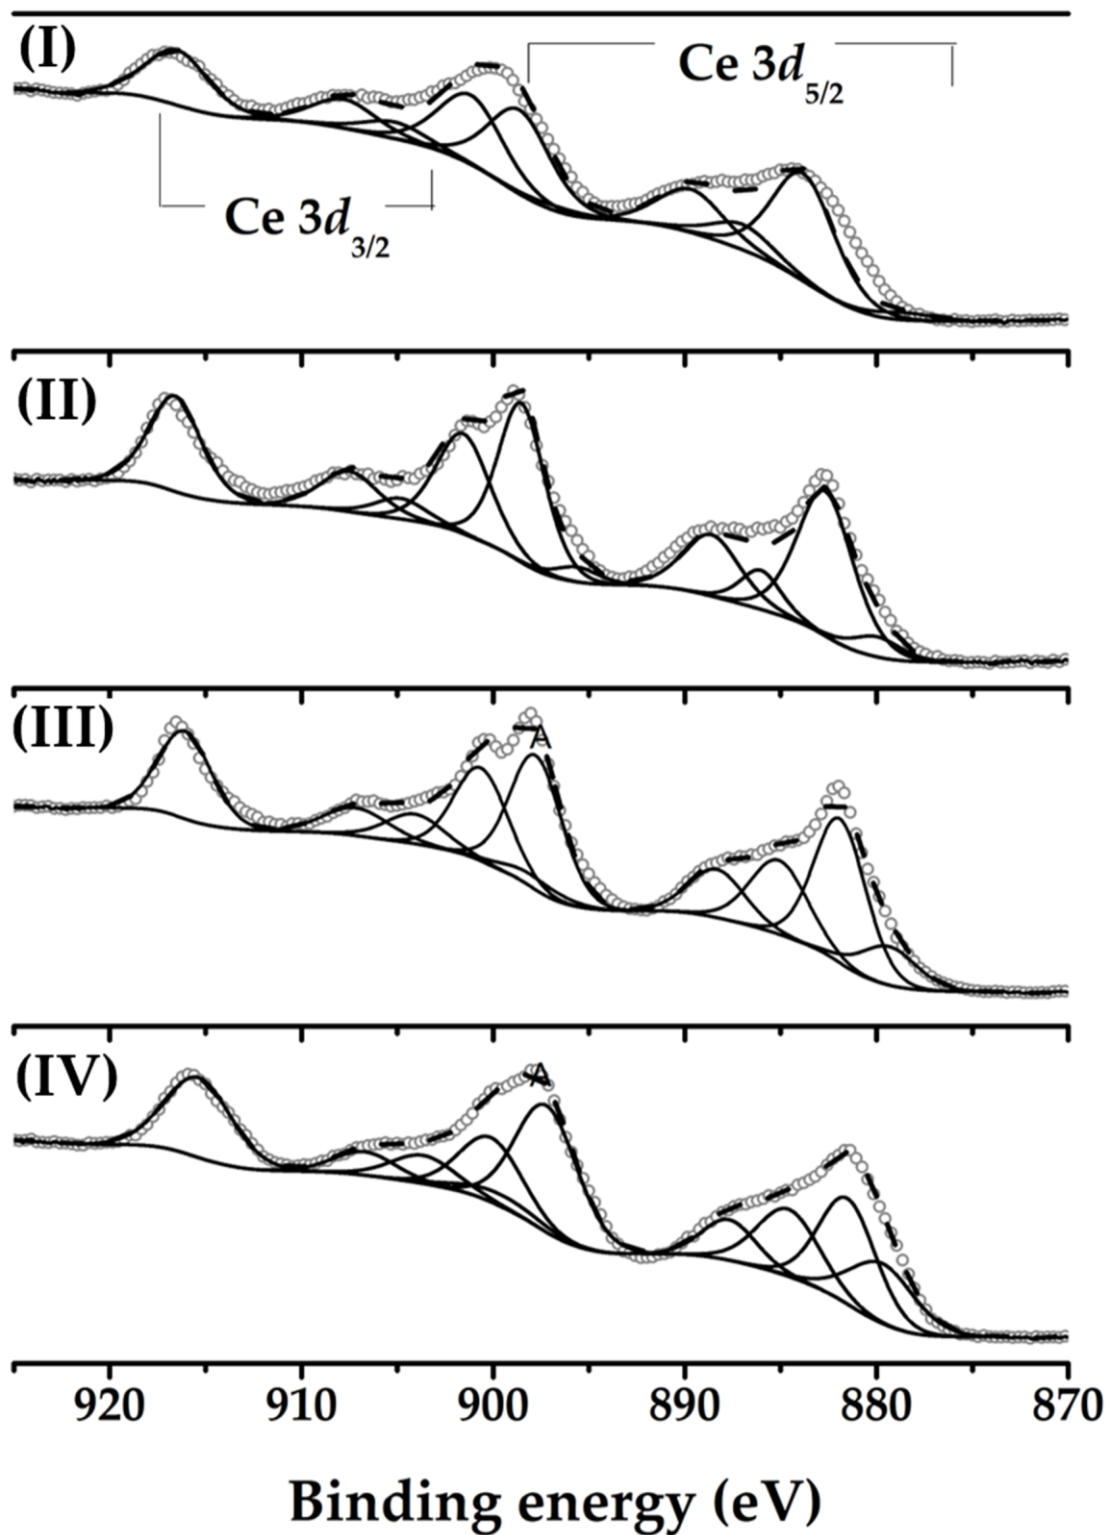 (I)
Ce 3d5/2
Ce 3d3/2
(II)
(III)
A
(IV)
A
920 910 900 890 880 870
Binding energy (eV)